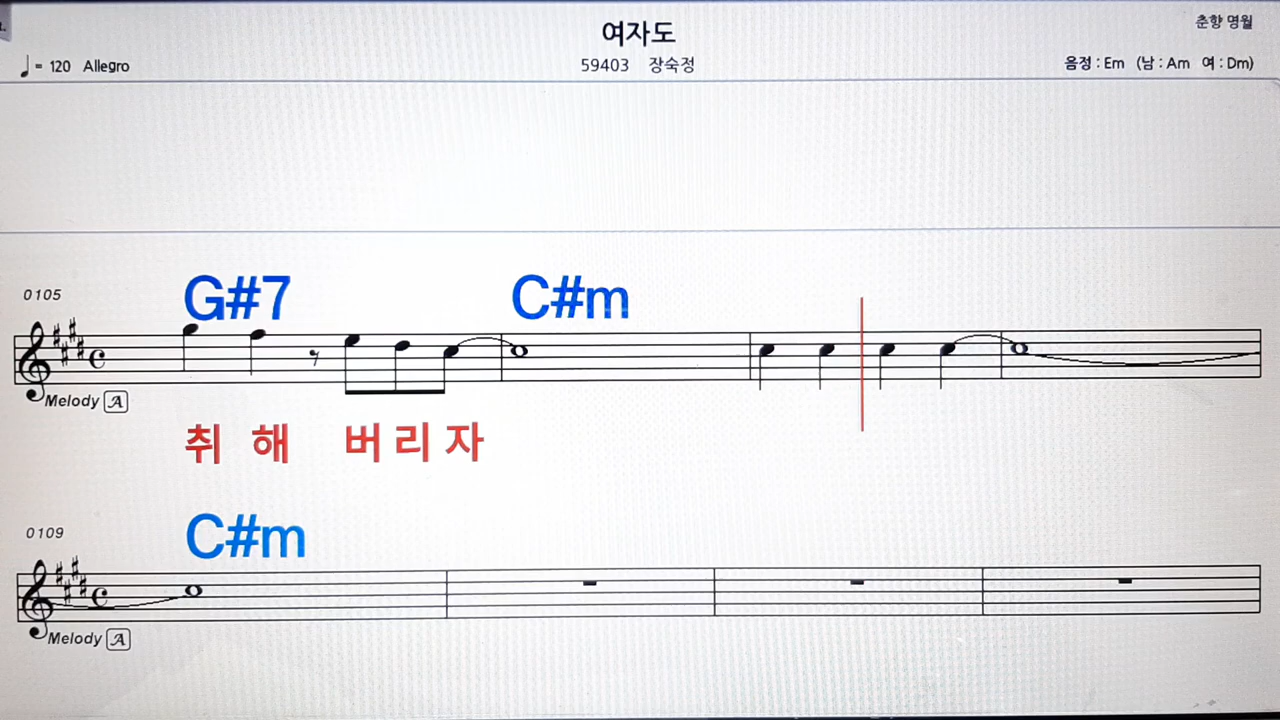 여자도
춘향 명월
♩= 120 Allegro
59403 장숙정
음정 : Em (남 : Am 여 : Dm)
0105
G#7 C#m
Melody A
취 해 버 리 자
0109
C#m
Melody A